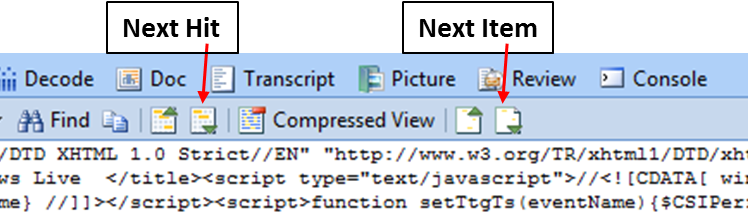 Next Hit Next Item
Decode Doc Transcript Picture Review Console
Find Compressed View
/DTD XHTML 1.0 Strict//EN" "http://www.w3.org/TR/xhtml1/DTD/xht
ws Live </title><script type="text/javascript">//<![CDATA[ win
ame} //]]></script><script>function setTtgTs(eventName){$CSIPer